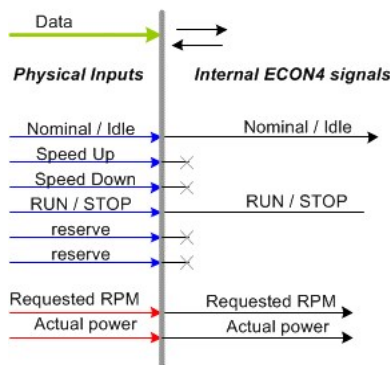 Data
Physical Inputs
Internal ECON4 signals
Nominal / Idle
Nominal / Idle
Speed Up
Speed Down
RUN / STOP
RUN / STOP
reserve
reserve
Requested RPM
Requested RPM
Actual power
Actual power